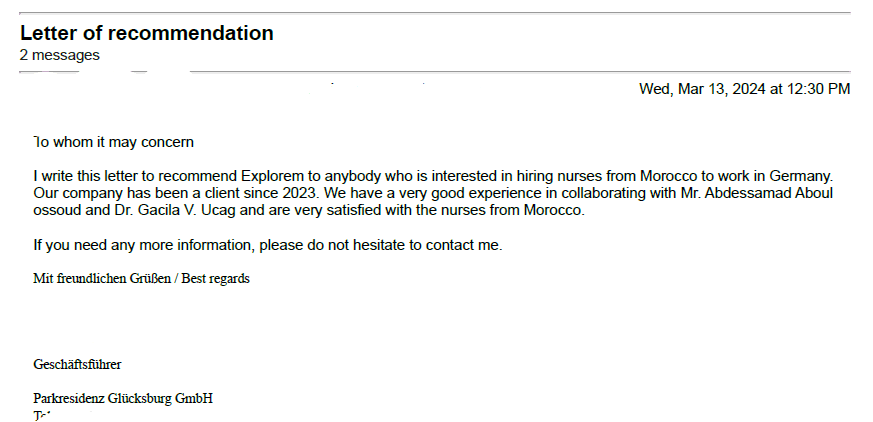 Letter of recommendation
2 messages
Wed, Mar 13, 2024 at 12:30 PM
To whom it may concern
I write this letter to recommend Explorem to anybody who is interested in hiring nurses from Morocco to work in Germany.
Our company has been a client since 2023. We have a very good experience in collaborating with Mr. Abdessamad Aboul
ossoud and Dr. Gacila V. Ucag and are very satisfied with the nurses from Morocco.
If you need any more information, please do not hesitate to contact me.
Mit freundlichen Grüßen / Best regards
Geschäftsführer
Parkresidenz Glücksburg GmbH